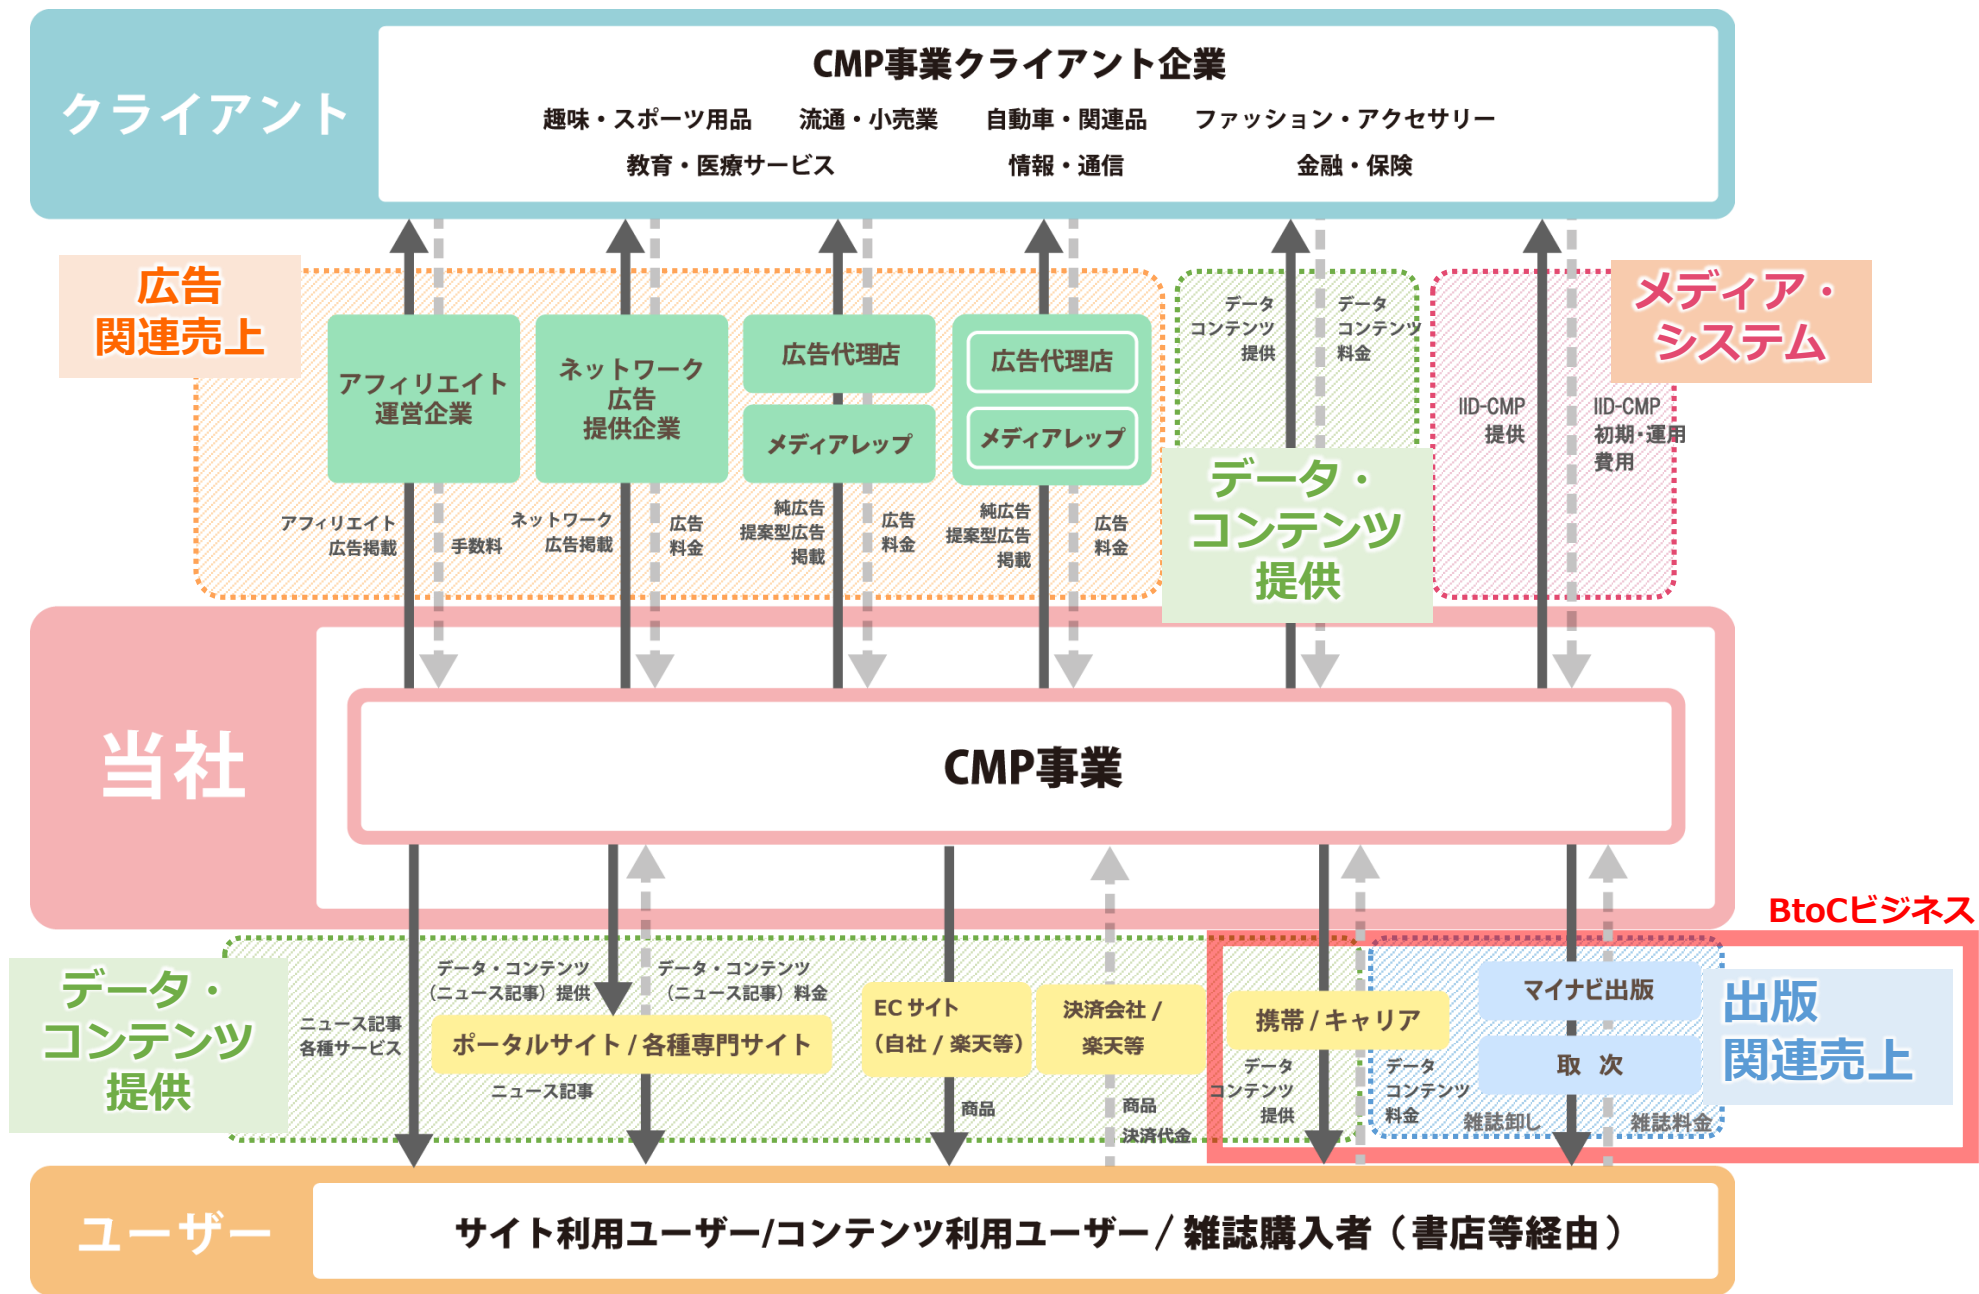 クライアント
CMP事業クライアント企業
趣味・スポーツ用品 流通・小売業 自動車・関連品 ファッション・アクセサリー
教育・医療サービス 情報・通信 金融・保険
広告
関連売上
アフィリエイト
運営企業
ネットワーク
広告
提供企業
広告代理店
メディアレップ
広告代理店
メディアレップ
データ
コンテンツ
提供
データ
コンテンツ
料金
メディア・
システム
IID-CMP
提供
IID-CMP
初期・運用
費用
アフィリエイト
広告掲載
手数料
ネットワーク
広告掲載
広告
料金
純広告
提案型広告
掲載
広告
料金
純広告
提案型広告
掲載
広告
料金
データ・
コンテンツ
提供
当社
CMP事業
BtoCビジネス
データ・
コンテンツ
提供
ニュース記事
各種サービス
データ・コンテンツ
（ニュース記事）提供
データ・コンテンツ
（ニュース記事）料金
ポータルサイト / 各種専門サイト
ニュース記事
ECサイト
（自社 / 楽天等）
商品
決済会社 /
楽天等
商品
決済代金
携帯 / キャリア
データ
コンテンツ
提供
データ
コンテンツ
料金
マイナビ出版
取 次
雑誌卸し
雑誌料金
出版
関連売上
ユーザー
サイト利用ユーザー/コンテンツ利用ユーザー / 雑誌購入者（書店等経由）